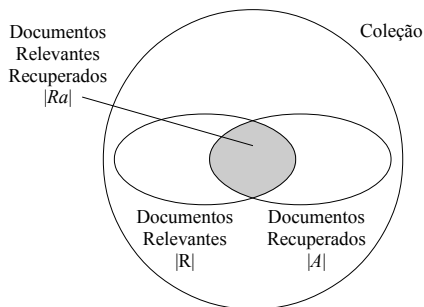 Documentos
Relevantes
Recuperados
|Ra|
Coleção
Documentos
Relevantes
|R|
Documentos
Recuperados
|A|